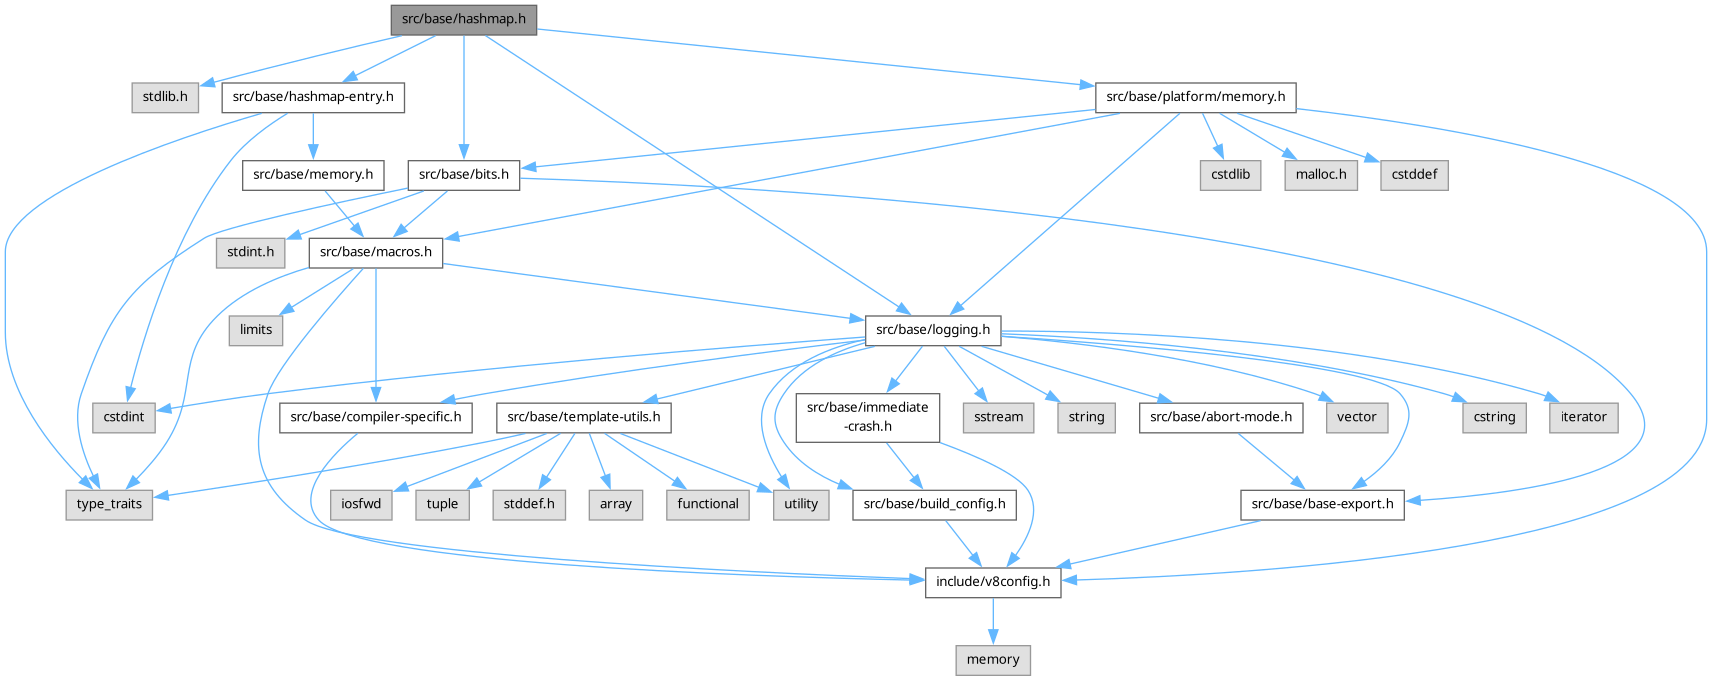 src/base/hashmap.h
stdlib.h
src/base/hashmap-entry.h
src/base/platform/memory.h
src/base/memory.h
src/base/bits.h
cstdlib
malloc.h
cstddef
stdint.h
src/base/macros.h
limits
src/base/logging.h
cstdint
src/base/compiler-specific.h
src/base/template-utils.h
src/base/immediate
-crash.h
sstream
string
src/base/abort-mode.h
vector
cstring
iterator
type_traits
iosfwd
tuple
stddef.h
array
functional
utility
src/base/build_config.h
src/base/base-export.h
include/v8config.h
memory